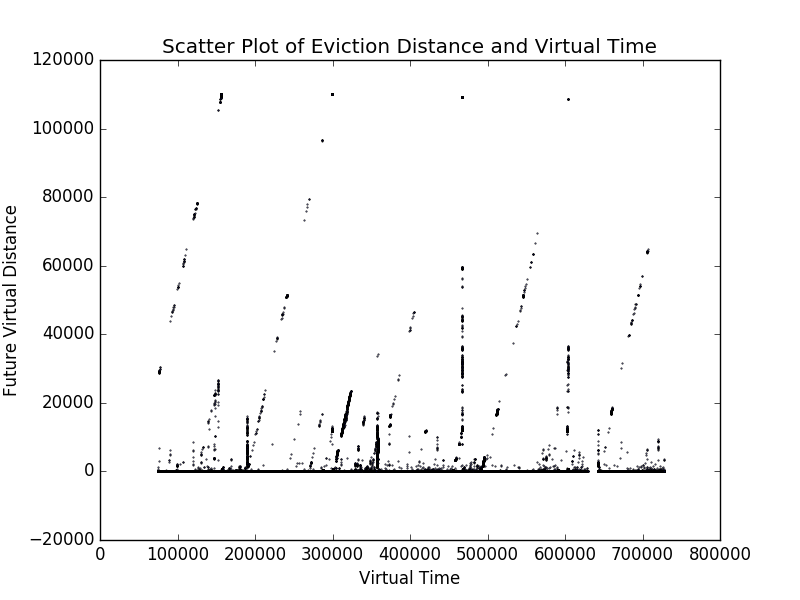 Scatter Plot of Eviction Distance and Virtual Time
120000
100000
80000
60000
40000
20000
0
−20000
Future Virtual Distance
0 100000 200000 300000 400000 500000 600000 700000 800000
Virtual Time